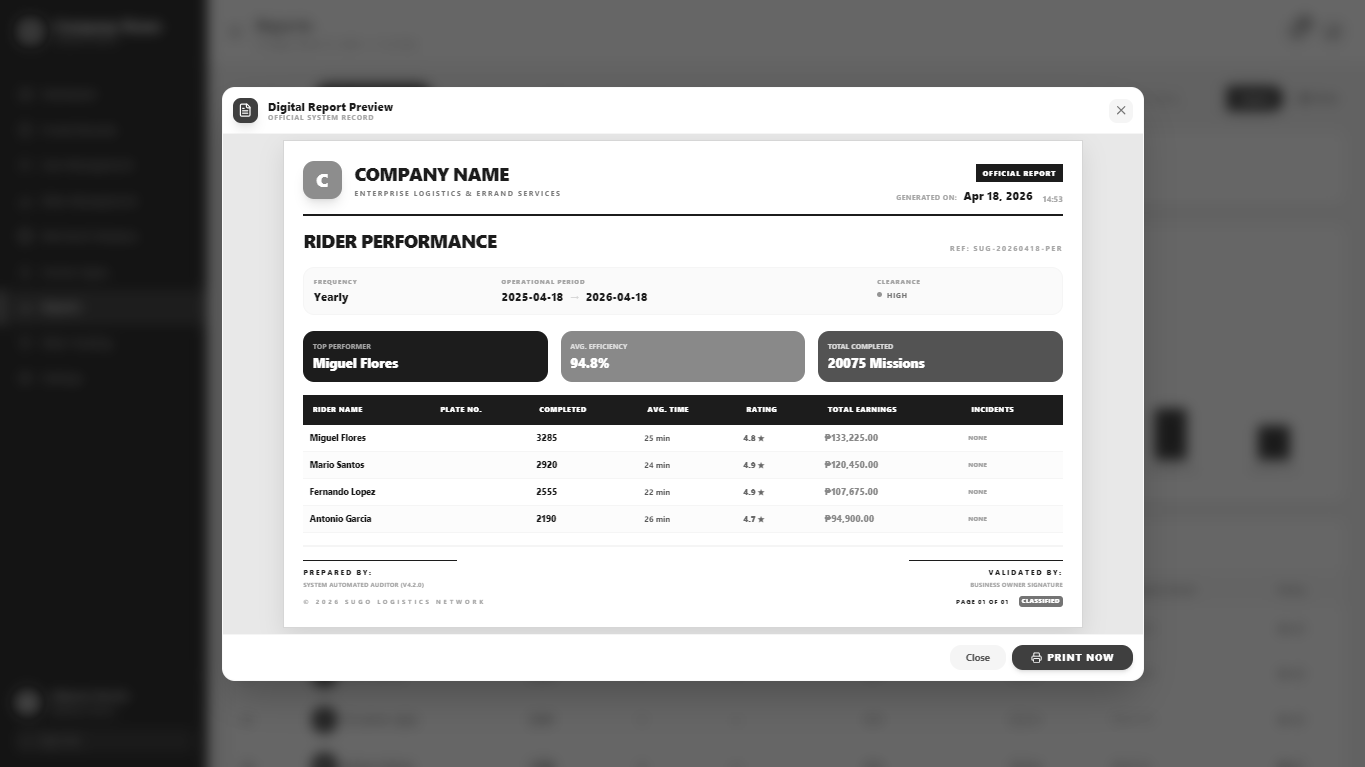 Digital Report Preview
OFFICIAL SYSTEM RECORD
C
COMPANY NAME
ENTERPRISE LOGISTICS & ERRAND SERVICES
OFFICIAL REPORT
GENERATED ON: Apr 18, 2026 14:53
RIDER PERFORMANCE
REF: SUG-20260418-PER
FREQUENCY OPERATIONAL PERIOD CLEARANCE
Yearly 2025-04-18 → 2026-04-18 HIGH
TOP PERFORMER
Miguel Flores
AVG. EFFICIENCY
94.8%
TOTAL COMPLETED
20075 Missions
RIDER NAME PLATE NO. COMPLETED AVG. TIME RATING TOTAL EARNINGS INCIDENTS
Miguel Flores 3285 25 min 4.8 ★ ₱133,225.00 NONE
Mario Santos 2920 24 min 4.9 ★ ₱120,450.00 NONE
Fernando Lopez 2555 22 min 4.9 ★ ₱107,675.00 NONE
Antonio Garcia 2190 26 min 4.7 ★ ₱94,900.00 NONE
PREPARED BY:
SYSTEM AUTOMATED AUDITOR (V4.2.0)
© 2026 SUGO LOGISTICS NETWORK
VALIDATED BY:
BUSINESS OWNER SIGNATURE
PAGE 01 OF 01 CLASSIFIED
Close PRINT NOW